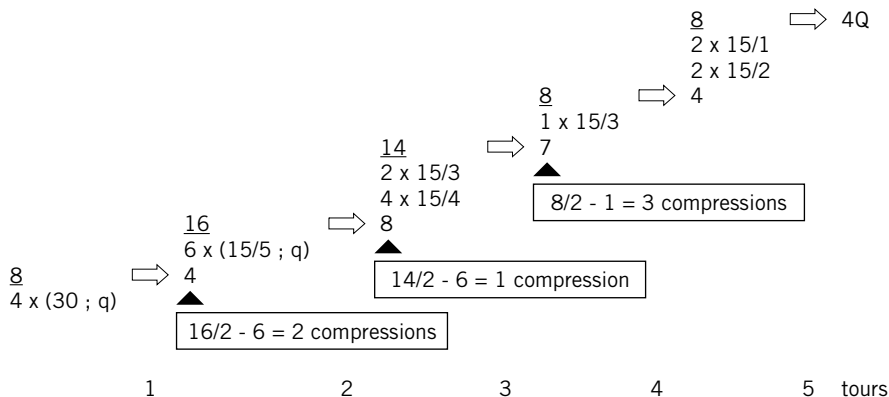 8
4 x (30 ; q)
16
6 x (15/5 ; q)
4
16/2 - 6 = 2 compressions
14
2 x 15/3
4 x 15/4
8
14/2 - 6 = 1 compression
8
1 x 15/3
7
8/2 - 1 = 3 compressions
8
2 x 15/1
2 x 15/2
4
4Q
1 2 3 4 5 tours